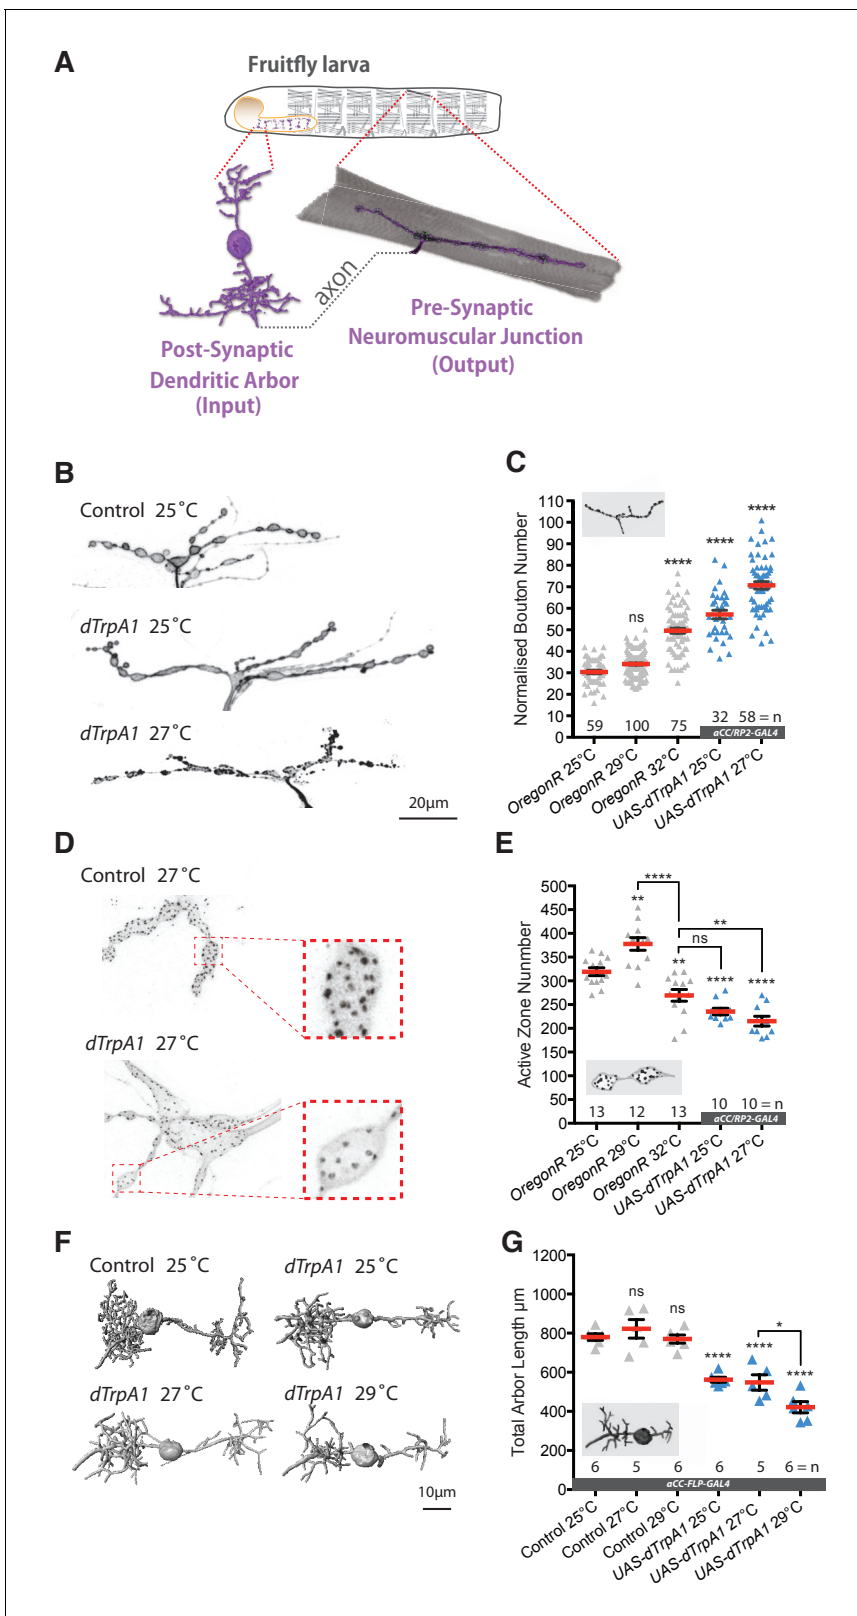 A
Fruitfly larva
axon
Post-Synaptic
Dendritic Arbor
(Input)
Pre-Synaptic
Neuromuscular Junction
(Output)
B
Control 25˚C
dTrpA1 25˚C
dTrpA1 27˚C
20μm
C
Normalised Bouton Number
110
100
90
80
70
60
50
40
30
20
10
0
ns
****
****
****
59
100
75
32
58 = n
aCC/RP2-GAL4
OregonR 25°C
OregonR 29°C
OregonR 32°C
UAS-dTrpA1 25°C
UAS-dTrpA1 27°C
D
Control 27˚C
dTrpA1 27˚C
E
Active Zone Nunmber
500
450
400
350
300
250
200
150
100
50
0
****
**
**
ns
**
****
****
13
12
13
10
10 = n
aCC/RP2-GAL4
OregonR 25°C
OregonR 29°C
OregonR 32°C
UAS-dTrpA1 25°C
UAS-dTrpA1 27°C
F
Control 25˚C
dTrpA1 25˚C
dTrpA1 27˚C
dTrpA1 29˚C
10μm
G
Total Arbor Length μm
1200
1000
800
600
400
200
0
ns
ns
****
****
*
****
6
5
6
6
5
6 = n
aCC-FLP-GAL4
Control 25°C
Control 27°C
Control 29°C
UAS-dTrpA1 25°C
UAS-dTrpA1 27°C
UAS-dTrpA1 29°C